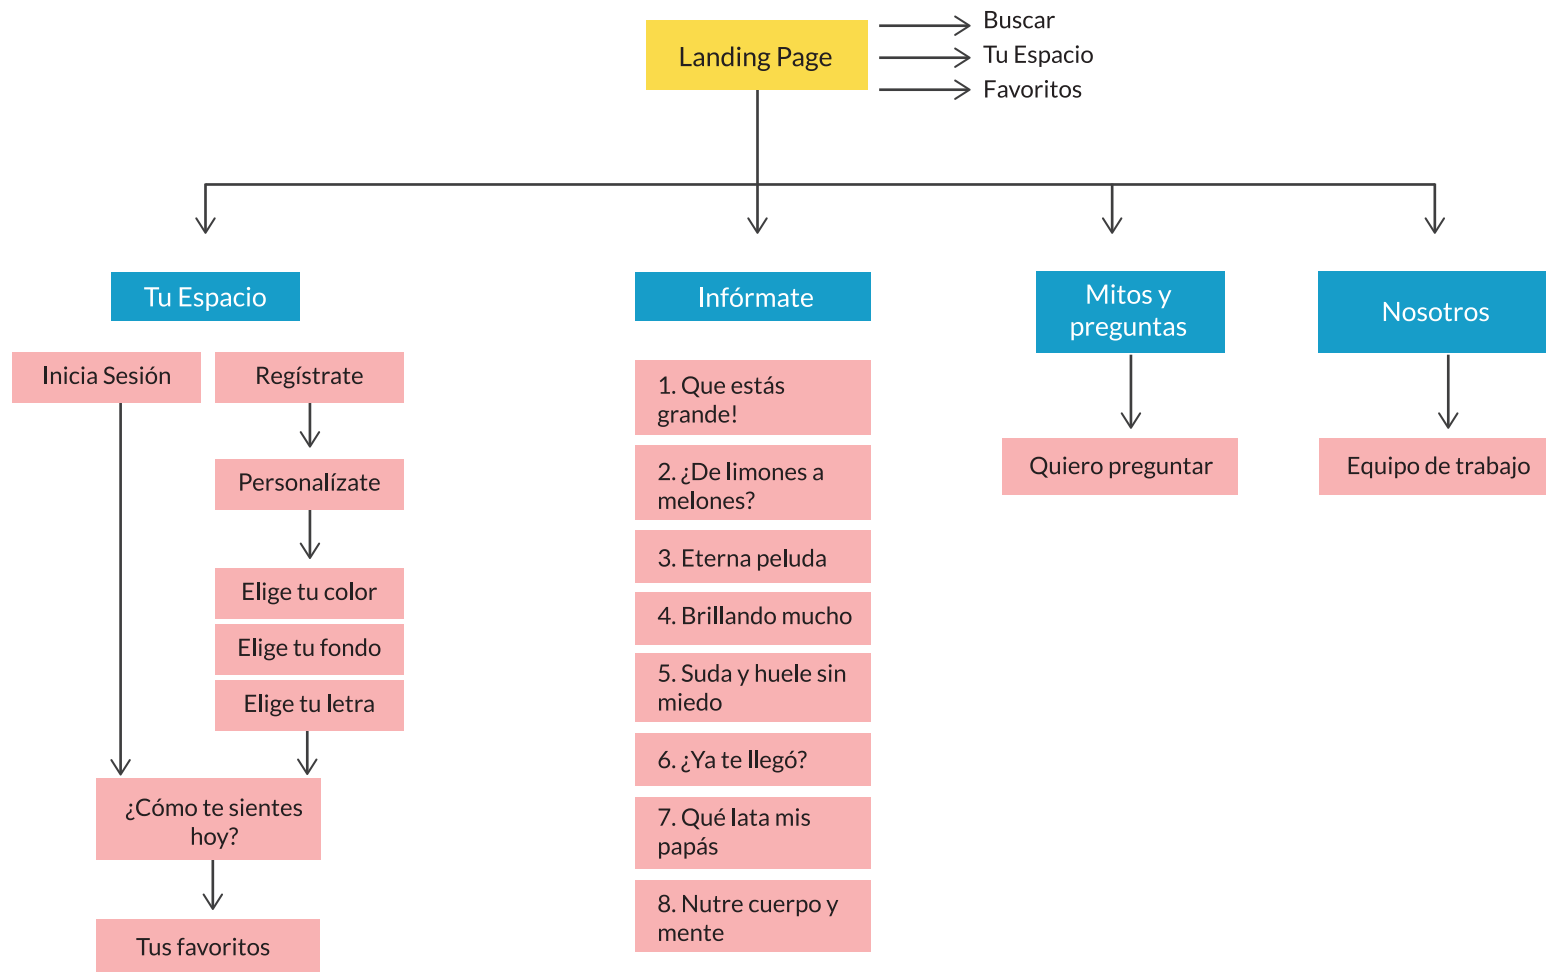 Landing Page
Buscar
Tu Espacio
Favoritos
Tu Espacio
Inicia Sesión
Regístrate
Personalízate
Elige tu color
Elige tu fondo
Elige tu letra
¿Cómo te sientes
hoy?
Tus favoritos
Infórmate
1. Que estás
grande!
2. ¿De limones a
melones?
3. Eterna peluda
4. Brillando mucho
5. Suda y huele sin
miedo
6. ¿Ya te llegó?
7. Qué lata mis
papás
8. Nutre cuerpo y
mente
Mitos y
preguntas
Quiero preguntar
Nosotros
Equipo de trabajo